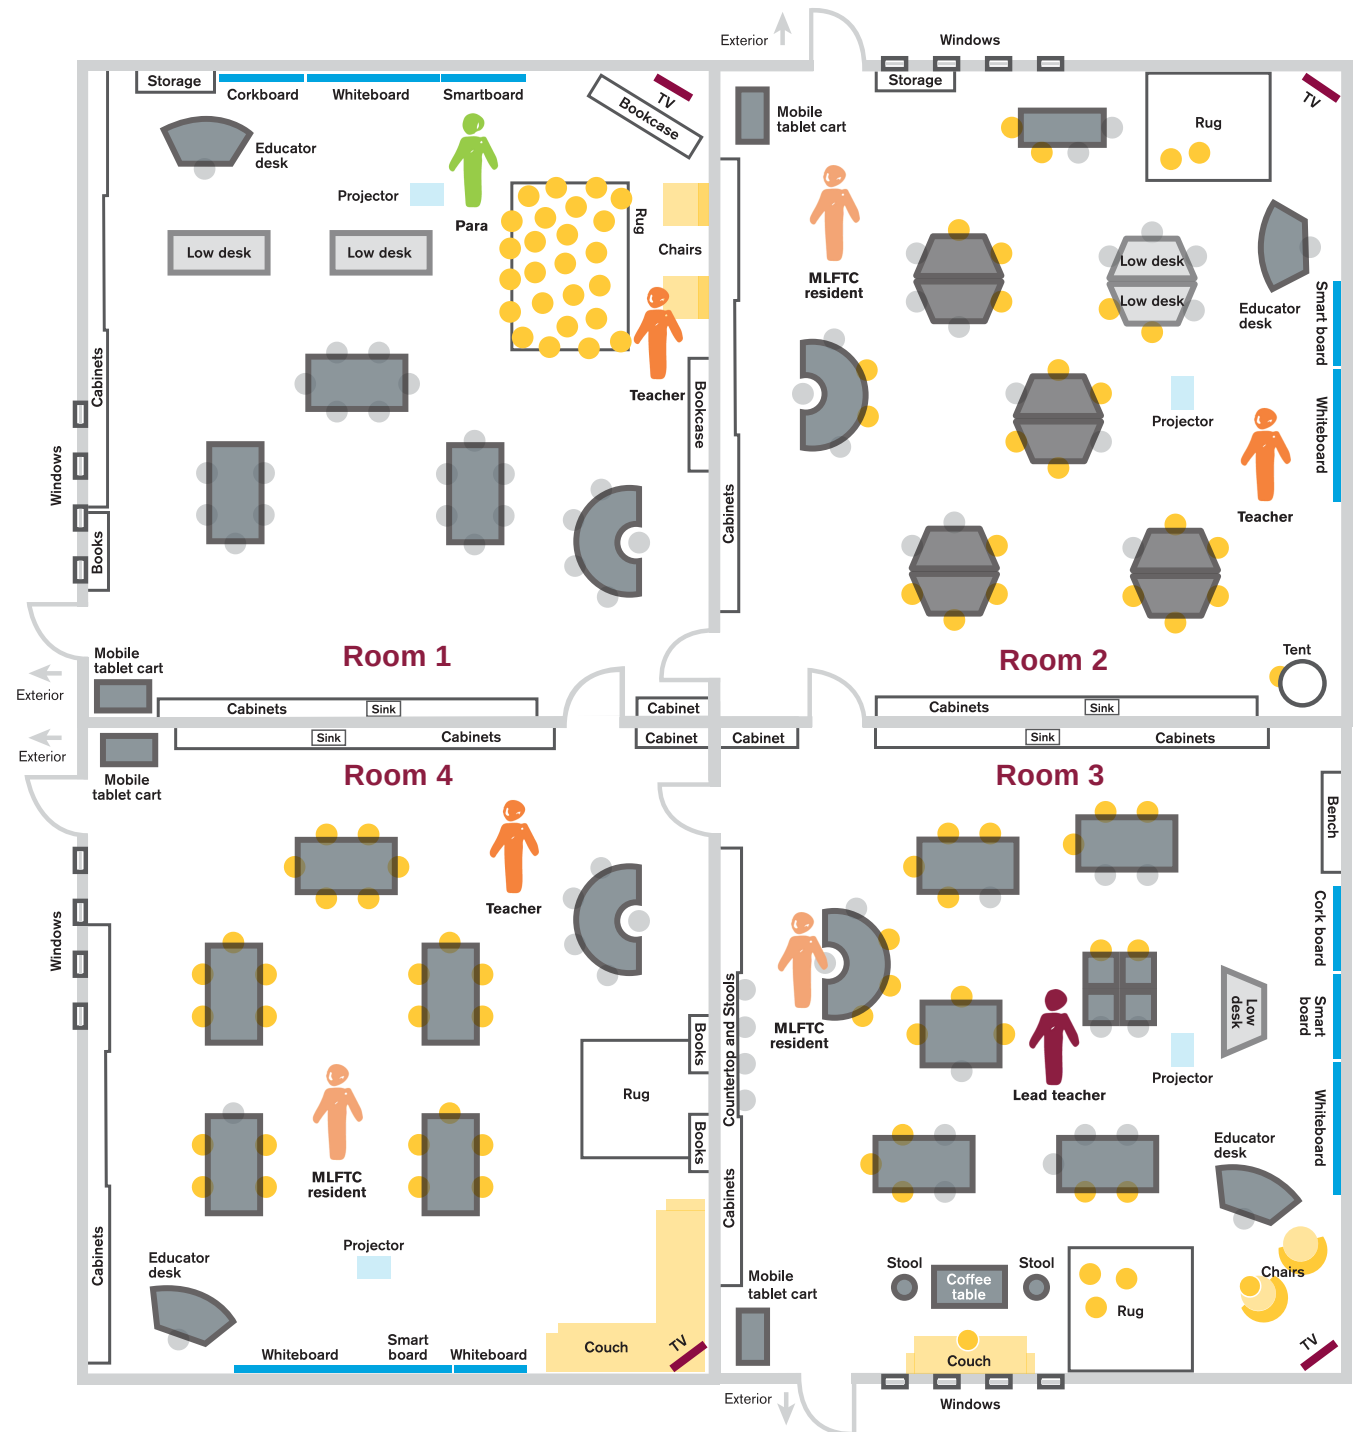 Exterior
Windows
Storage
Corkboard
Whiteboard
Smartboard
TV
Bookcase
Educator
desk
Projector
Para
Rug
Chairs
Low desk
Low desk
Teacher
Bookcase
Cabinets
Windows
Books
Room 1
Mobile
tablet cart
Exterior
Cabinets
Sink
Cabinet
Mobile
tablet cart
Storage
Rug
TV
MLFTC
resident
Low desk
Low desk
Educator
desk
Smart board
Whiteboard
Projector
Teacher
Cabinets
Room 2
Tent
Cabinets
Sink
Exterior
Mobile
tablet cart
Sink
Cabinets
Cabinet
Room 4
Teacher
Windows
Books
Rug
Books
MLFTC
resident
Cabinets
Projector
Educator
desk
Whiteboard
Smart
board
Whiteboard
Couch
TV
Cabinet
Sink
Cabinets
Room 3
Bench
Cork board
Smart
board
Whiteboard
MLFTC
resident
Low
desk
Projector
Lead teacher
Countertop and Stools
Cabinets
Educator
desk
Mobile
tablet cart
Stool
Coffee
table
Stool
Chairs
Rug
Couch
TV
Exterior
Windows